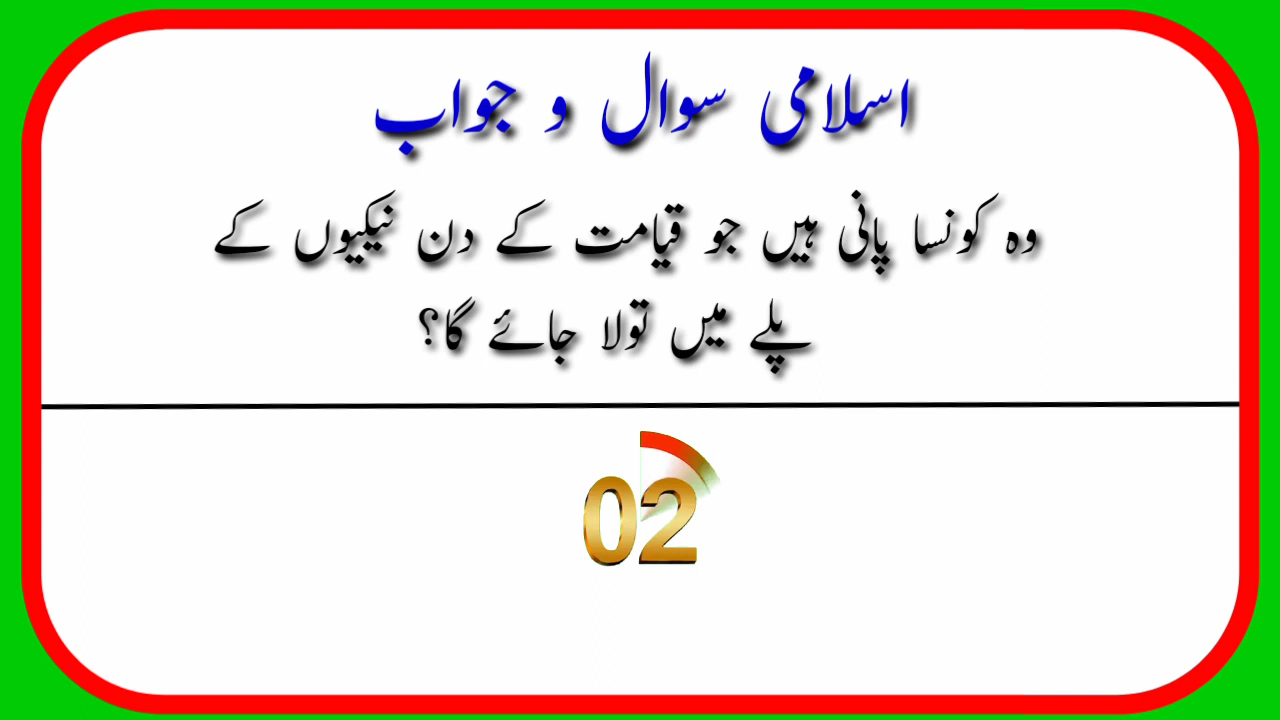 اسلامی سوال و جواب
وہ کونسا پانی ہیں جو قیامت کے دن نیکیوں کے
پلے میں تولا جائے گا؟
02